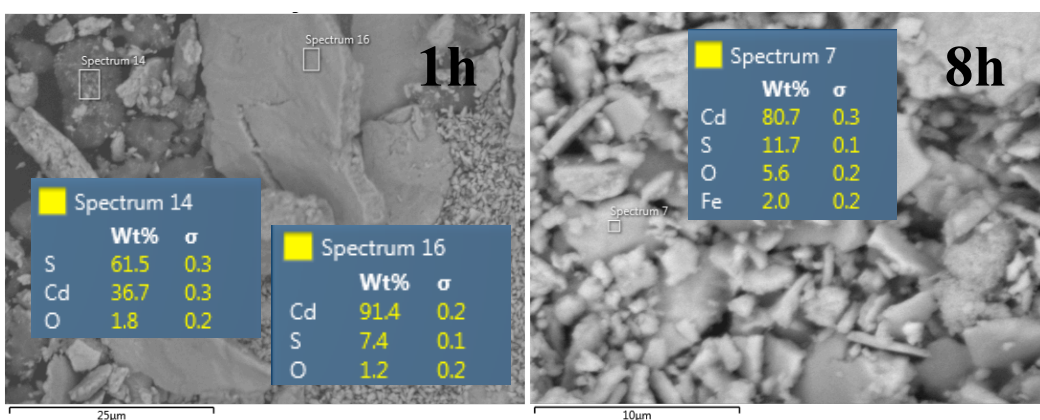 Spectrum 14
Spectrum 16
1h
Spectrum 14
Wt% σ
S 61.5 0.3
Cd 36.7 0.3
O 1.8 0.2
Spectrum 16
Wt% σ
Cd 91.4 0.2
S 7.4 0.1
O 1.2 0.2
25μm
8h
Spectrum 7
Wt% σ
Cd 80.7 0.3
S 11.7 0.1
O 5.6 0.2
Fe 2.0 0.2
Spectrum 7
10μm